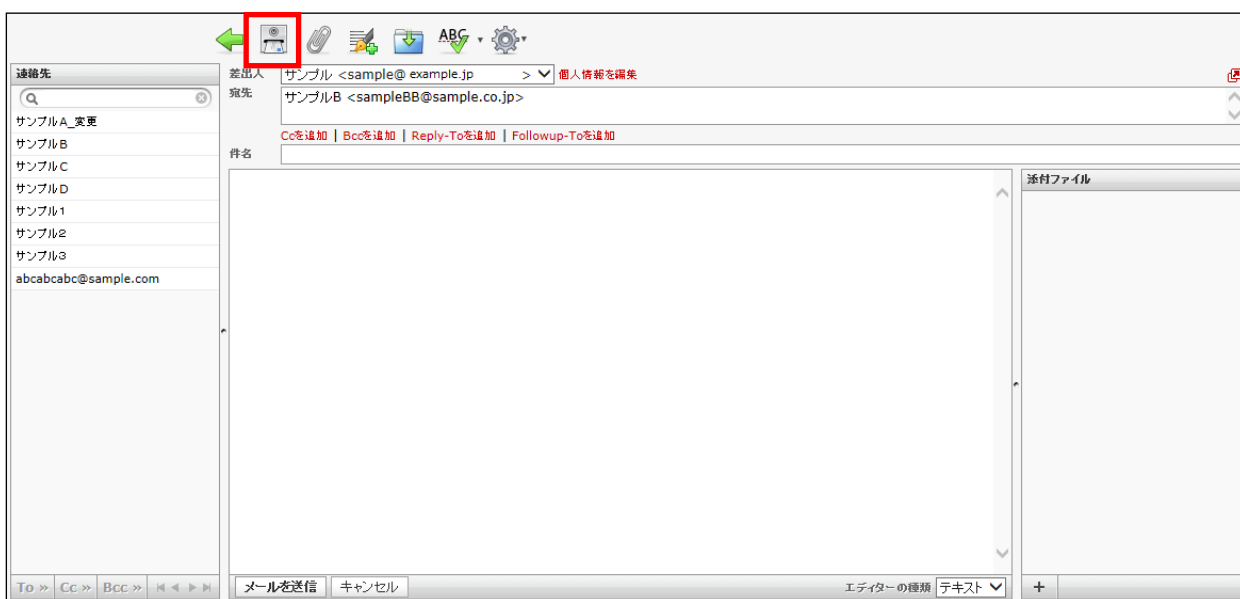 ABC
連絡先
サンプルA_変更
サンプルB
サンプルC
サンプルD
サンプル1
サンプル2
サンプル3
abcabcabc@sample.com
To » Cc » Bcc »
差出人 サンプル <sample@ example.jp > 個人情報を編集
宛先 サンプルB <sampleBB@sample.co.jp>
Ccを追加 | Bccを追加 | Reply-Toを追加 | Followup-Toを追加
件名
メールを送信 キャンセル エディターの種類 テキスト
添付ファイル
+